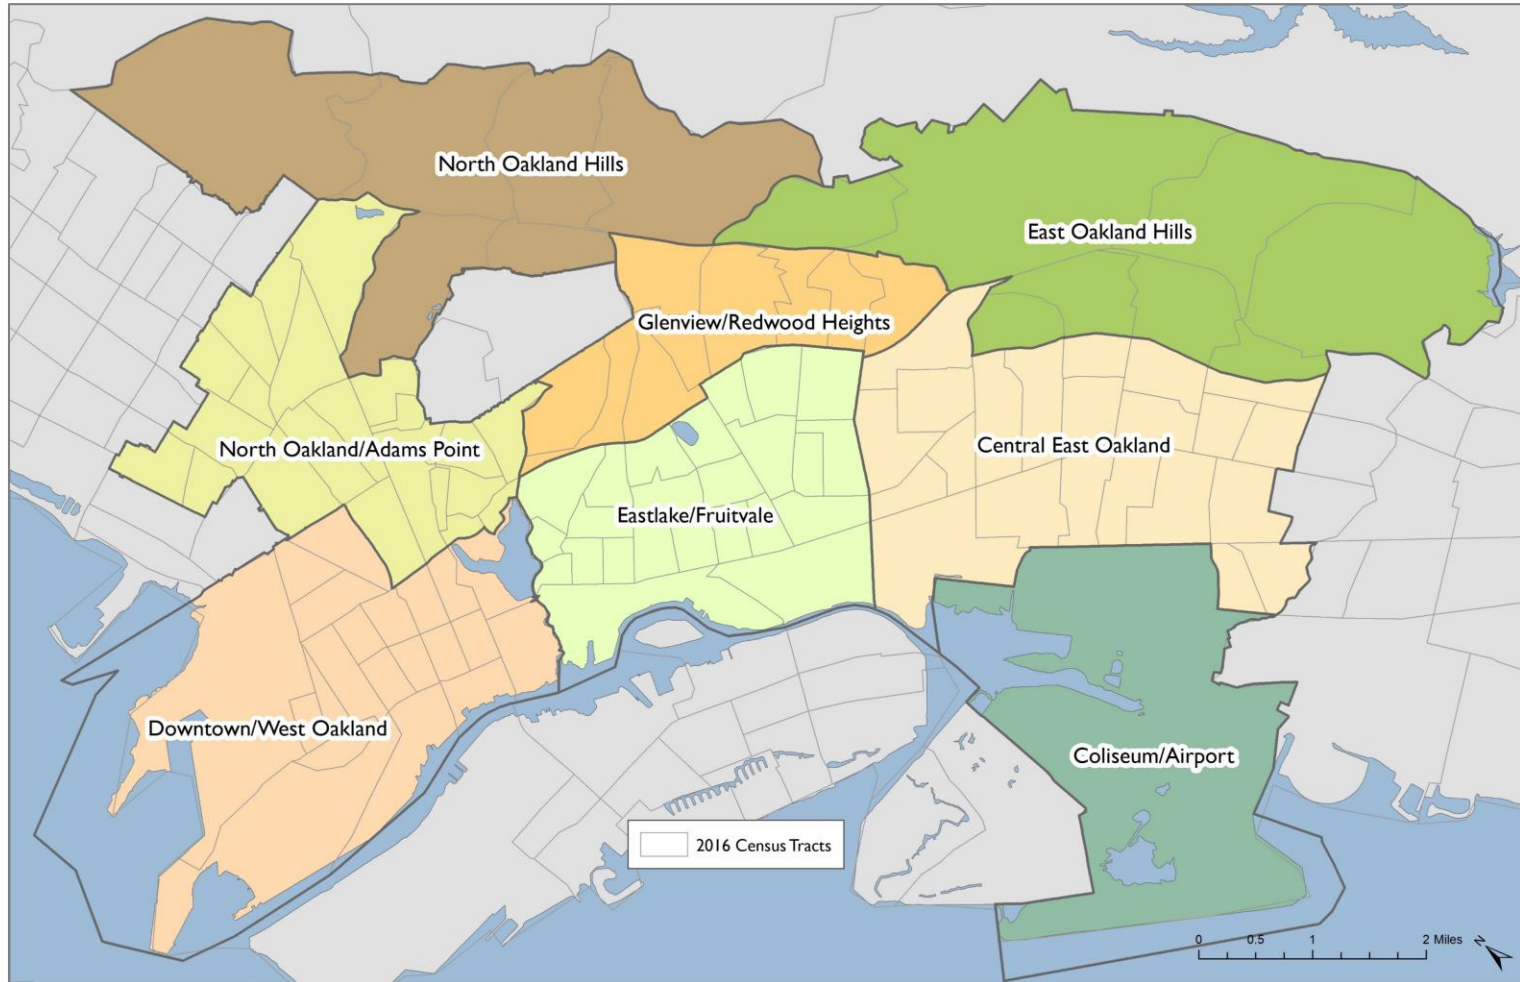 North Oakland Hills
East Oakland Hills
Glenview/Redwood Heights
North Oakland/Adams Point
Central East Oakland
Eastlake/Fruitvale
Downtown/West Oakland
Coliseum/Airport
2016 Census Tracts
0 0.5 1 2 Miles
N